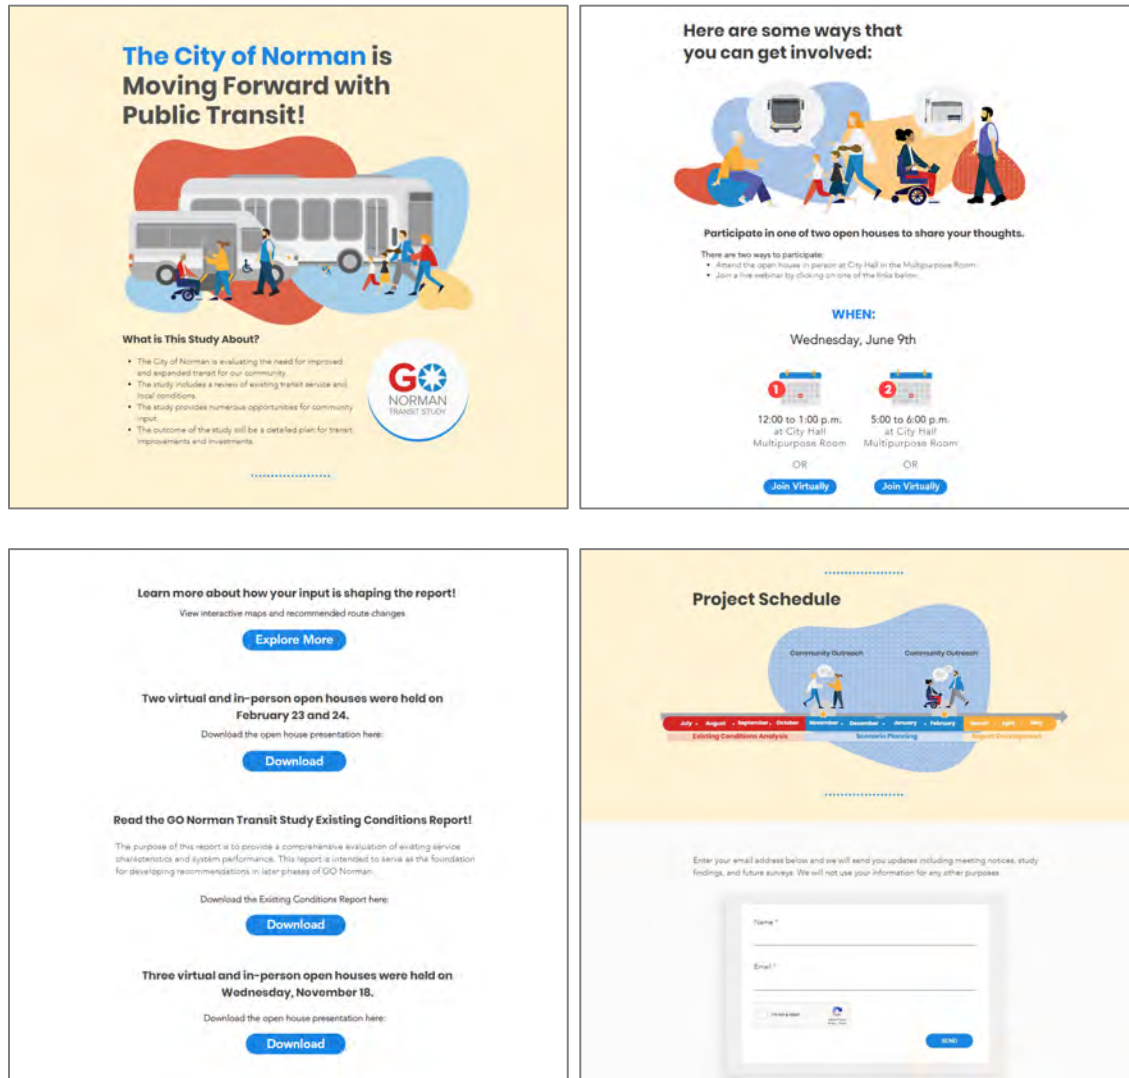 The City of Norman is
Moving Forward with
Public Transit!
What is This Study About?
• The City of Norman is evaluating the need for improved
and expanded transit for our community.
• The study includes a review of existing transit service and
local conditions.
• The study provides numerous opportunities for community
input.
• The outcome of the study will be a detailed plan for transit
improvements and investments.
GO
NORMAN
TRANSIT STUDY
Here are some ways that
you can get involved:
Participate in one of two open houses to share your thoughts.
There are two ways to participate:
• Attend the open house in person at City Hall in the Multipurpose Room.
• Join a live webinar by clicking on one of the links below.
WHEN:
Wednesday, June 9th
1
2
12:00 to 1:00 p.m.
at City Hall
Multipurpose Room
OR
Join Virtually
5:00 to 6:00 p.m.
at City Hall
Multipurpose Room
OR
Join Virtually
Learn more about how your input is shaping the report!
View interactive maps and recommended route changes
Explore More
Two virtual and in-person open houses were held on
February 23 and 24.
Download the open house presentation here:
Download
Read the GO Norman Transit Study Existing Conditions Report!
The purpose of this report is to provide a comprehensive evaluation of existing service
characteristics and system performance. This report is intended to serve as the foundation
for developing recommendations in later phases of GO Norman.
Download the Existing Conditions Report here:
Download
Three virtual and in-person open houses were held on
Wednesday, November 18.
Download the open house presentation here:
Download
Project Schedule
Community Outreach Community Outreach
July August September October November December January February March April May
Existing Conditions Analysis Scenario Planning Report Development
Enter your email address below and we will send you updates including meeting notices, study
findings, and future surveys. We will not use your information for any other purposes.
Name *
Email *
I'm not a robot
SEND